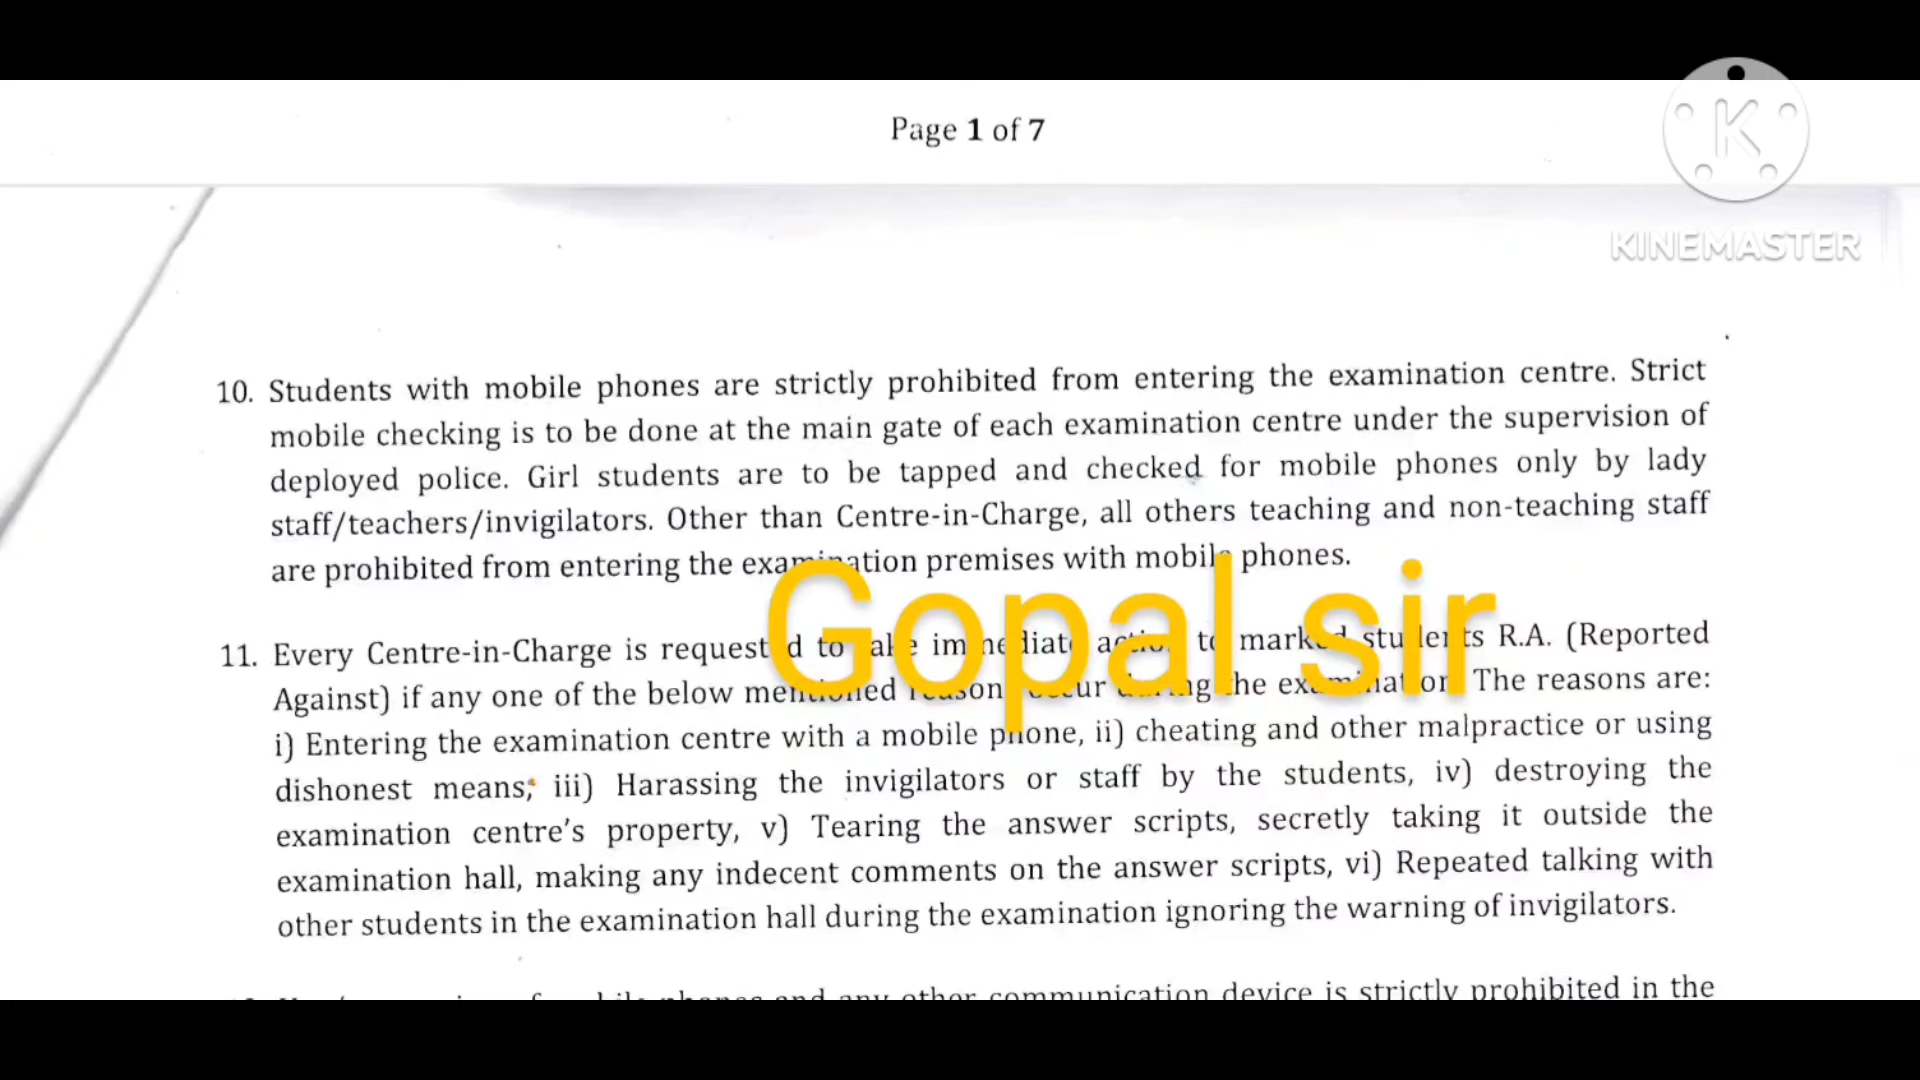 Page 1 of 7
K
KINEMASTER
10. Students with mobile phones are strictly prohibited from entering the examination centre. Strict
mobile checking is to be done at the main gate of each examination centre under the supervision of
deployed police. Girl students are to be tapped and checked for mobile phones only by lady
staff/teachers/invigilators. Other than Centre-in-Charge, all others teaching and non-teaching staff
are prohibited from entering the examination premises with mobile phones.
Gopal sir
11. Every Centre-in-Charge is requested to take immediate action to marked students R.A. (Reported
Against) if any one of the below mentioned reasons occur during the examination. The reasons are:
i) Entering the examination centre with a mobile phone, ii) cheating and other malpractice or using
dishonest means; iii) Harassing the invigilators or staff by the students, iv) destroying the
examination centre's property, v) Tearing the answer scripts, secretly taking it outside the
examination hall, making any indecent comments on the answer scripts, vi) Repeated talking with
other students in the examination hall during the examination ignoring the warning of invigilators.
mobile phones and any other communication device is strictly prohibited in the